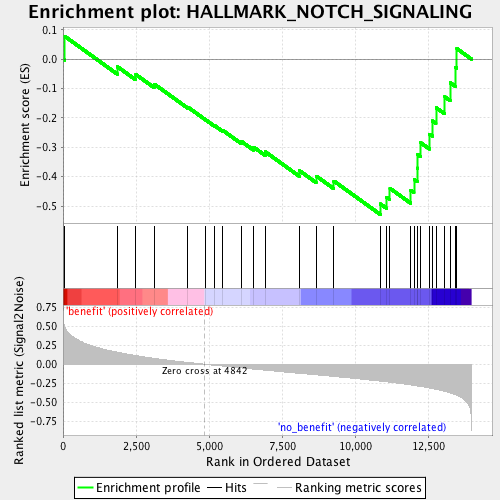 Enrichment plot: HALLMARK_NOTCH_SIGNALING
Enrichment score (ES)
0.1
0.0
-0.1
-0.2
-0.3
-0.4
-0.5
Ranked list metric (Signal2Noise)
0.75
0.50
0.25
0.00
-0.25
-0.50
-0.75
'benefit' (positively correlated)
Zero cross at 4842
'no_benefit' (negatively correlated)
0 2,500 5,000 7,500 10,000 12,500
Rank in Ordered Dataset
Enrichment profile Hits Ranking metric scores